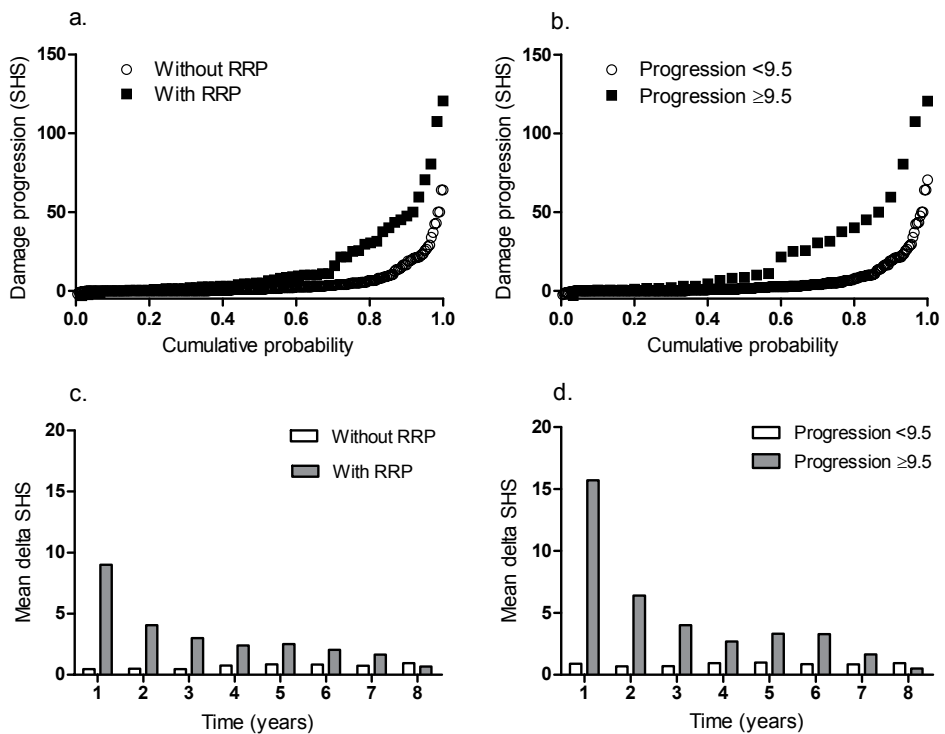 a.
Without RRP
With RRP
Damage progression (SHS)
150
100
50
0
0.0 0.2 0.4 0.6 0.8 1.0
Cumulative probability
b.
Progression <9.5
Progression ≥9.5
Damage progression (SHS)
150
100
50
0
0.0 0.2 0.4 0.6 0.8 1.0
Cumulative probability
c.
Without RRP
With RRP
Mean delta SHS
20
15
10
5
0
1 2 3 4 5 6 7 8
Time (years)
d.
Progression <9.5
Progression ≥9.5
Mean delta SHS
20
15
10
5
0
1 2 3 4 5 6 7 8
Time (years)